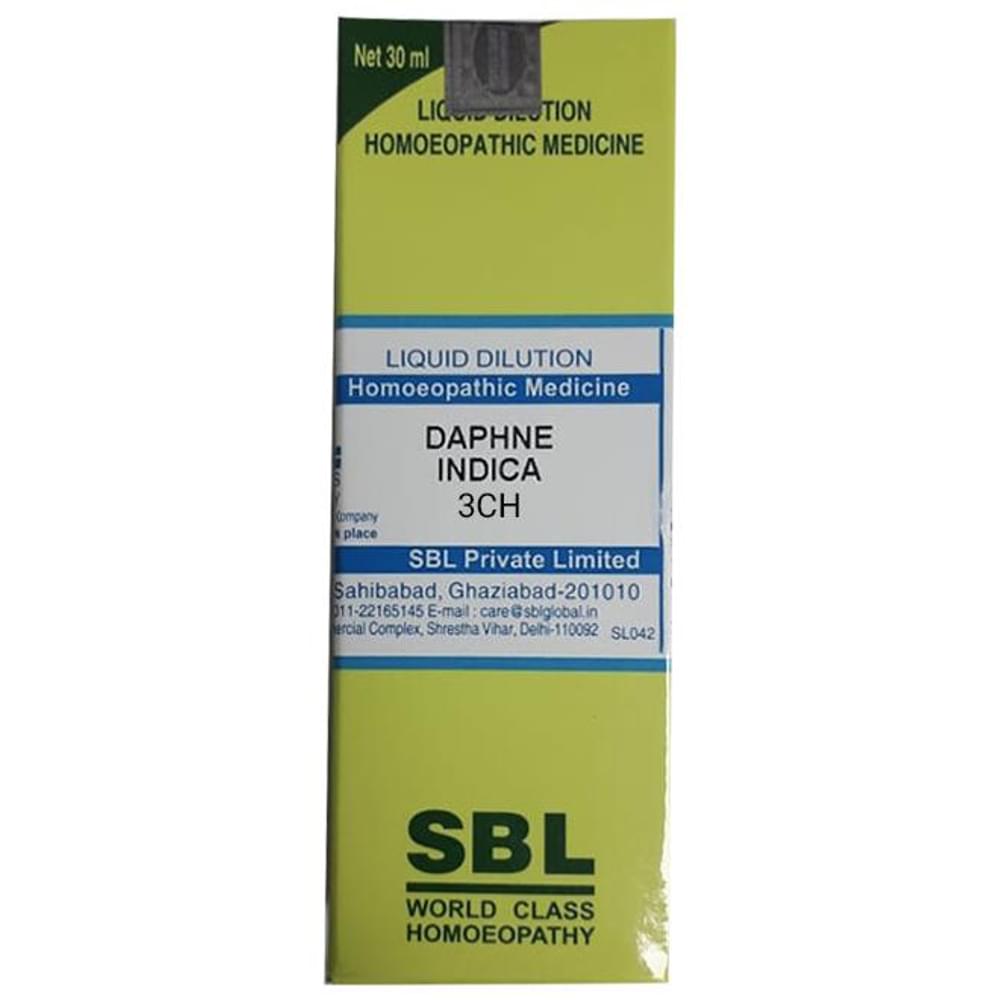 Net 30 ml
LIQUID DILUTION
HOMOEOPATHIC MEDICINE
LIQUID DILUTION
Homoeopathic Medicine
DAPHNE
INDICA
3CH
Company
place
SBL Private Limited
Sahibabad, Ghaziabad-201010
011-22165145 E-mail : care@sblglobal.in
Complex, Shrestha Vihar, Delhi-110092 SL042
SBL
WORLD CLASS
HOMOEOPATHY